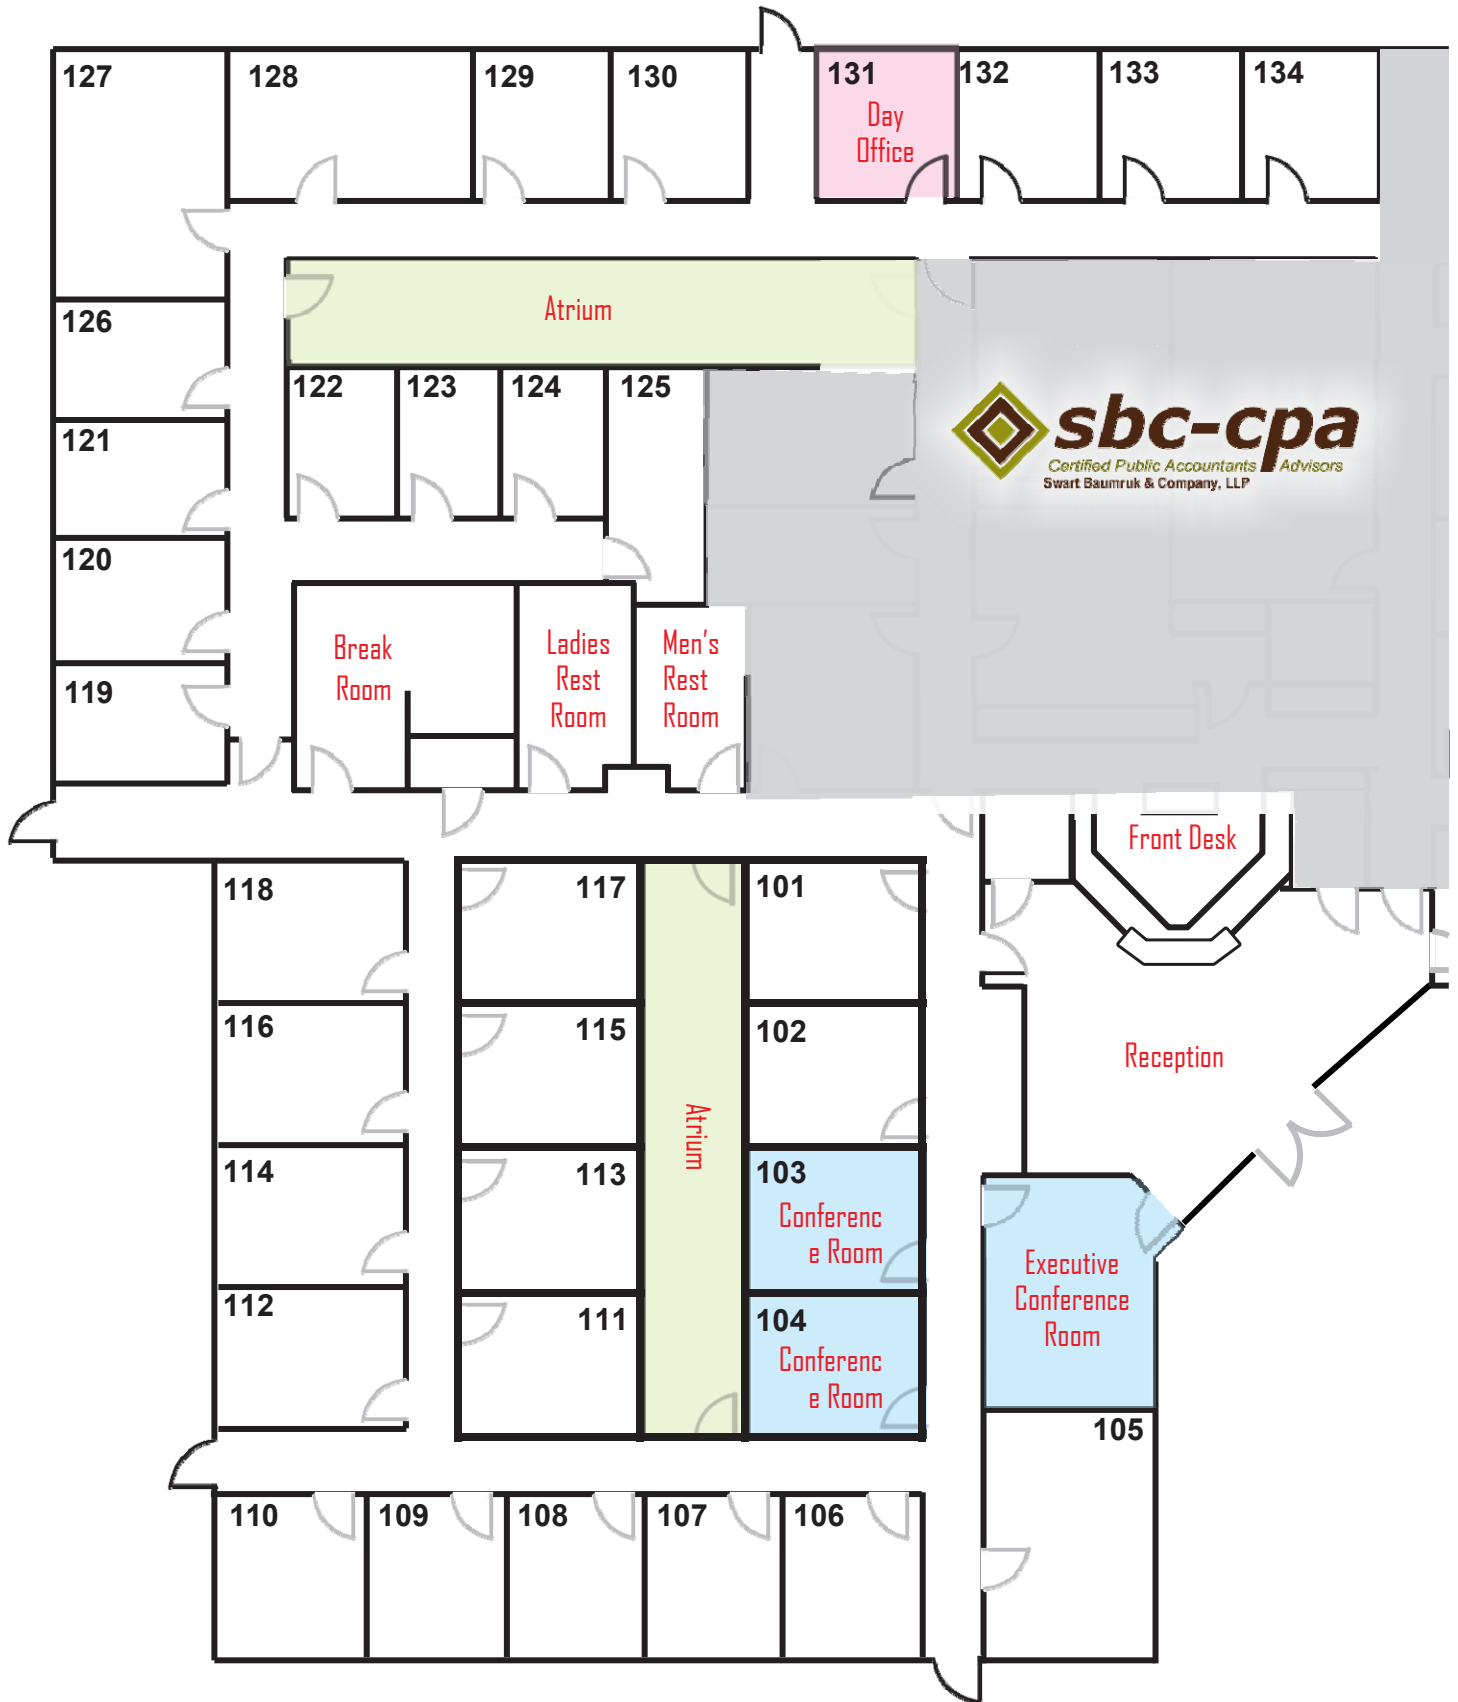 127
128
129
130
131
132
133
134
Day
Office
126
Atrium
122
123
124
125
121
sbc-cpa
Certified Public Accountants Advisors
Swart Baumruk & Company, LLP
120
Break
Room
Ladies
Rest
Room
Men's
Rest
Room
119
Front Desk
118
117
101
116
115
102
Reception
Atrium
114
113
103
Conferenc
e Room
Executive
Conference
Room
112
111
104
Conferenc
e Room
105
110
109
108
107
106